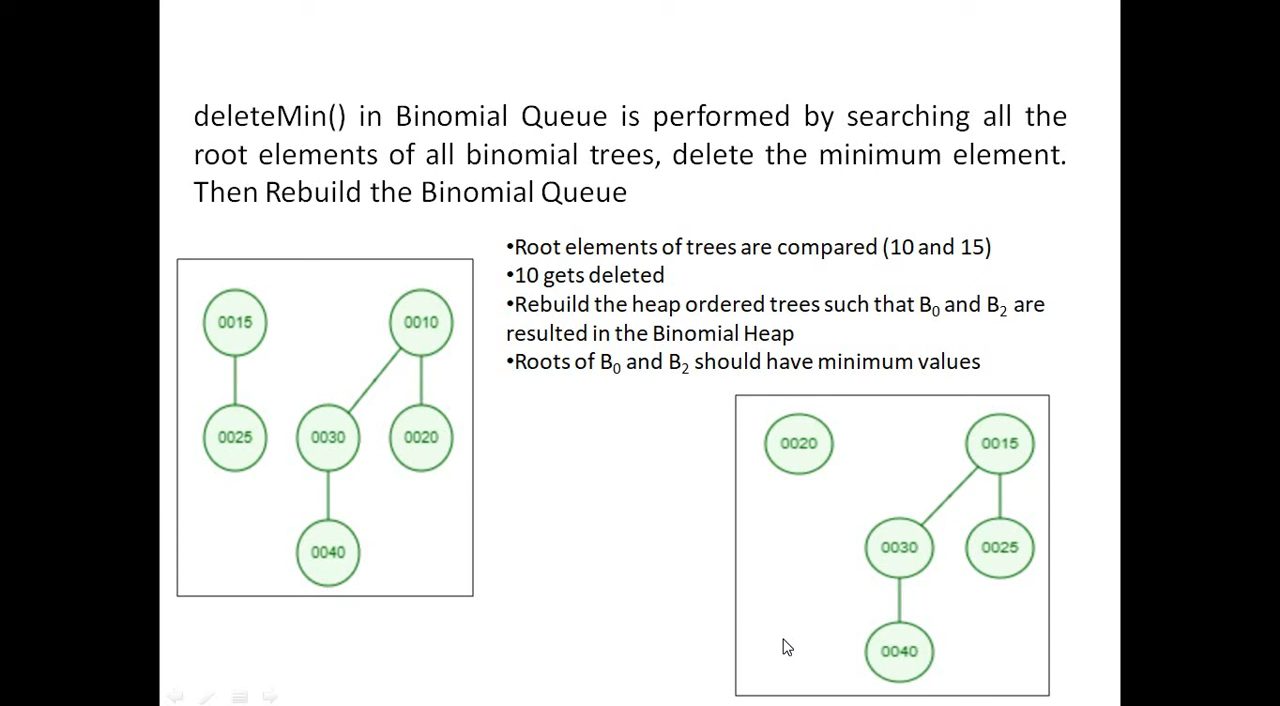 deleteMin() in Binomial Queue is performed by searching all the
root elements of all binomial trees, delete the minimum element.
Then Rebuild the Binomial Queue
•Root elements of trees are compared (10 and 15)
•10 gets deleted
•Rebuild the heap ordered trees such that B₀ and B₂ are
resulted in the Binomial Heap
•Roots of B₀ and B₂ should have minimum values
0015 0010
0025 0030 0020
0040
0020 0015
0030 0025
0040